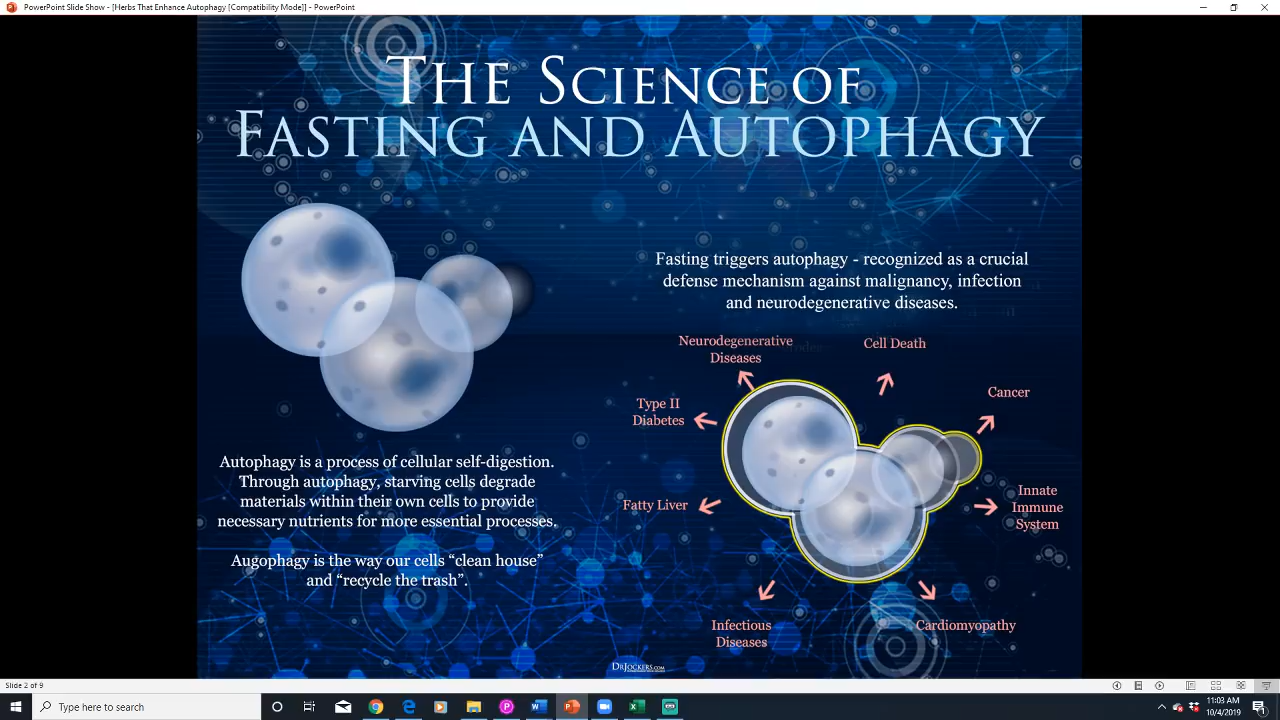 PowerPoint Slide Show - [Herbs That Enhance Autophagy [Compatibility Mode]] - PowerPoint
THE SCIENCE OF
FASTING AND AUTOPHAGY
Fasting triggers autophagy - recognized as a crucial
defense mechanism against malignancy, infection
and neurodegenerative diseases.
Neurodegenerative
Diseases
Cell Death
Cancer
Type II
Diabetes
Innate
Immune
System
Fatty Liver
Infectious
Diseases
Cardiomyopathy
Autophagy is a process of cellular self-digestion.
Through autophagy, starving cells degrade
materials within their own cells to provide
necessary nutrients for more essential processes.
Augophagy is the way our cells “clean house”
and “recycle the trash”.
DRJOCKERS.COM
Slide 2 of 9
Type here to search
11:03 AM
10/4/2019